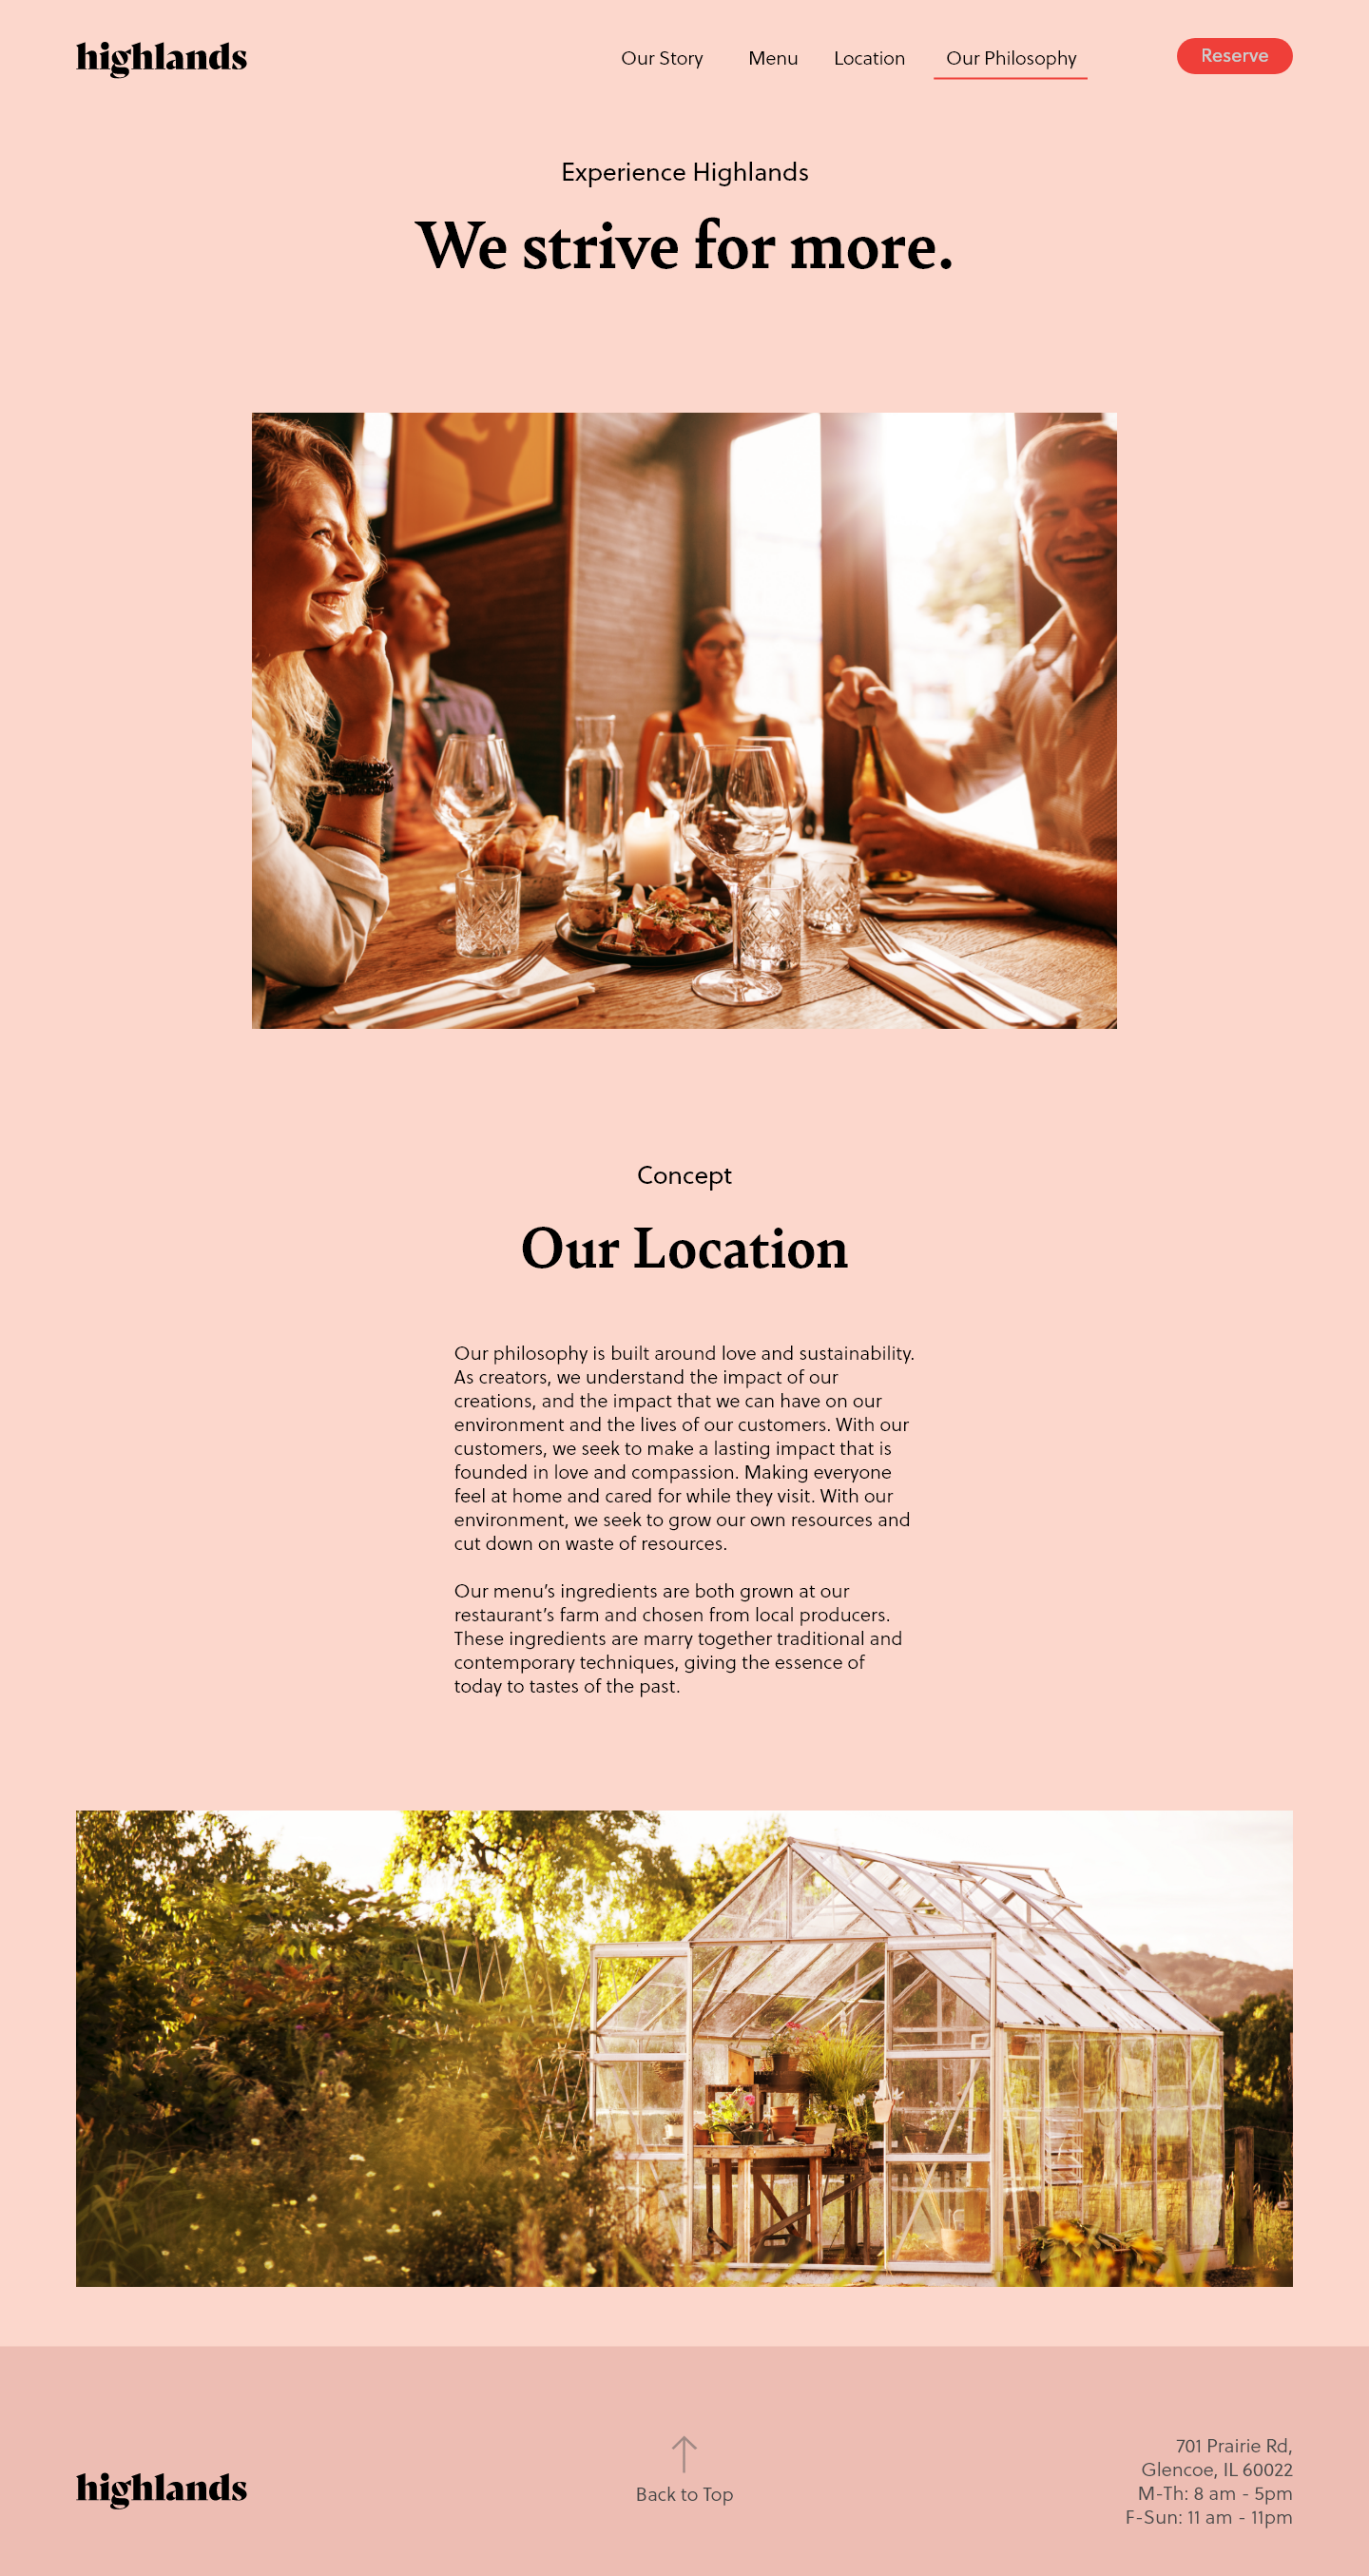 highlands
Our Story Menu Location Our Philosophy Reserve
Experience Highlands
We strive for more.
Concept
Our Location
Our philosophy is built around love and sustainability.
As creators, we understand the impact of our
creations, and the impact that we can have on our
environment and the lives of our customers. With our
customers, we seek to make a lasting impact that is
founded in love and compassion. Making everyone
feel at home and cared for while they visit. With our
environment, we seek to grow our own resources and
cut down on waste of resources.
Our menu’s ingredients are both grown at our
restaurant’s farm and chosen from local producers.
These ingredients are marry together traditional and
contemporary techniques, giving the essence of
today to tastes of the past.
highlands
Back to Top
701 Prairie Rd,
Glencoe, IL 60022
M-Th: 8 am - 5pm
F-Sun: 11 am - 11pm